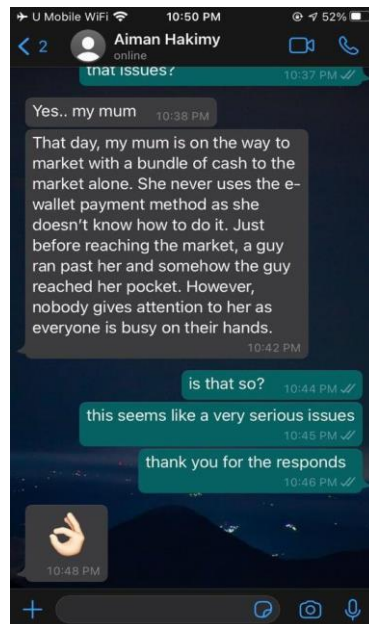 U Mobile WiFi 10:50 PM 52%
2 Aiman Hakimy
online
that issues?
10:37 PM
Yes.. my mum 10:38 PM
That day, my mum is on the way to
market with a bundle of cash to the
market alone. She never uses the e-
wallet payment method as she
doesn't know how to do it. Just
before reaching the market, a guy
ran past her and somehow the guy
reached her pocket. However,
nobody gives attention to her as
everyone is busy on their hands.
10:42 PM
is that so? 10:44 PM
this seems like a very serious issues
10:45 PM
thank you for the responds
10:46 PM
10:48 PM